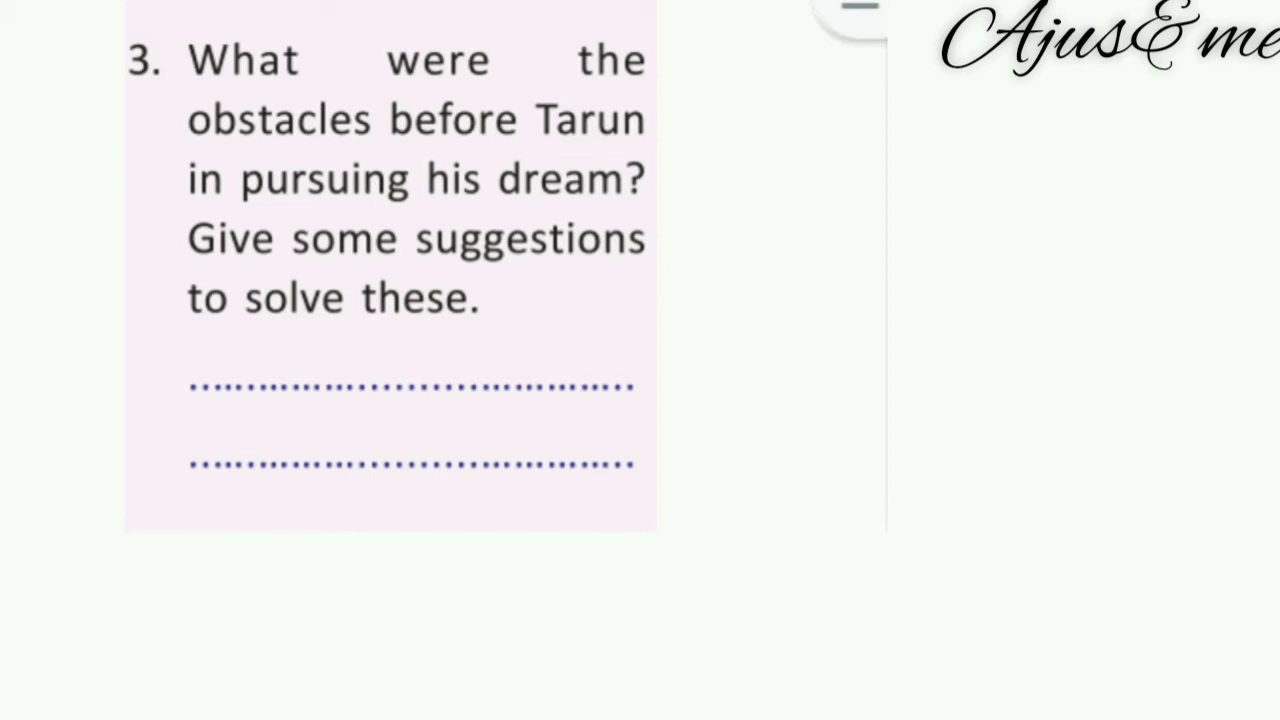 Ajus& me
3. What were the
obstacles before Tarun
in pursuing his dream?
Give some suggestions
to solve these.
................................................
................................................